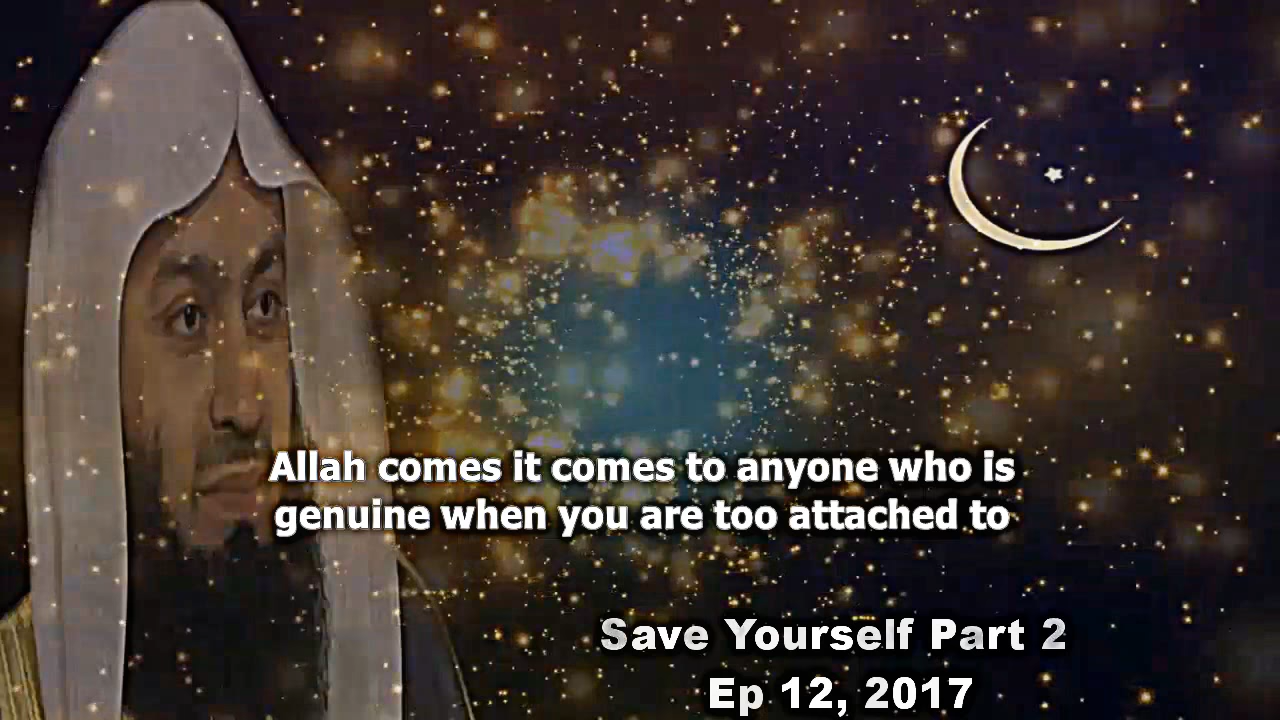 Allah comes it comes to anyone who is
genuine when you are too attached to
Save Yourself Part 2
Ep 12, 2017